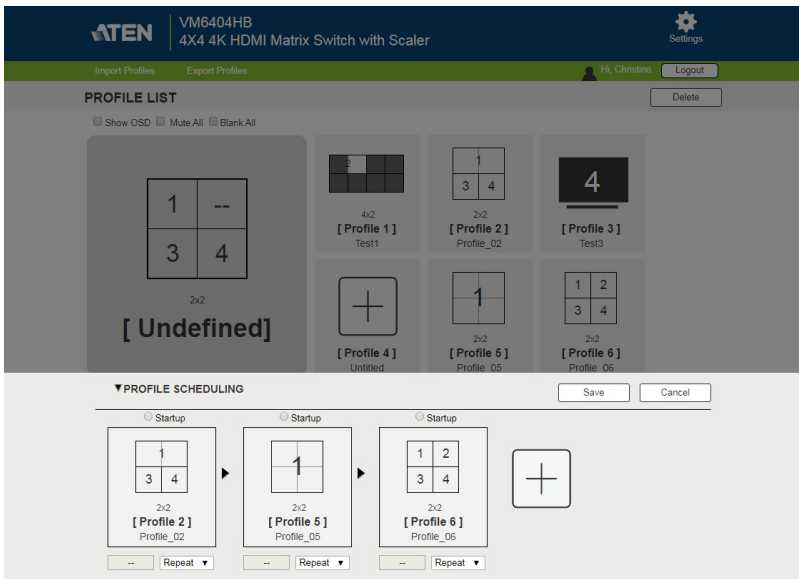 ATEN
VM6404HB
4X4 4K HDMI Matrix Switch with Scaler
Settings
Import Profiles Export Profiles Hi, Christine. Logout
PROFILE LIST Delete
Show OSD Mute All Blank All
1 --
3 4
2x2
[ Undefined]
2
4x2
[ Profile 1 ]
Test1
1
3 4
2x2
[ Profile 2 ]
Profile_02
4
[ Profile 3 ]
Test3
[ Profile 4 ]
Untitled
1
2x2
[ Profile 5 ]
Profile_05
1 2
3 4
2x2
[ Profile 6 ]
Profile_06
▼PROFILE SCHEDULING Save Cancel
Startup Startup Startup
1
3 4
2x2
[ Profile 2 ]
Profile_02
1
2x2
[ Profile 5 ]
Profile_05
1 2
3 4
2x2
[ Profile 6 ]
Profile_06
-- Repeat ▼ -- Repeat ▼ -- Repeat ▼